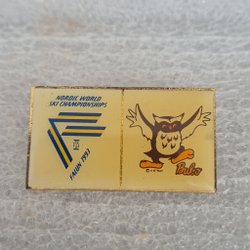 NORDIC WORLD
SKI CHAMPIONSHIPS
FALUN 1993
Bubo